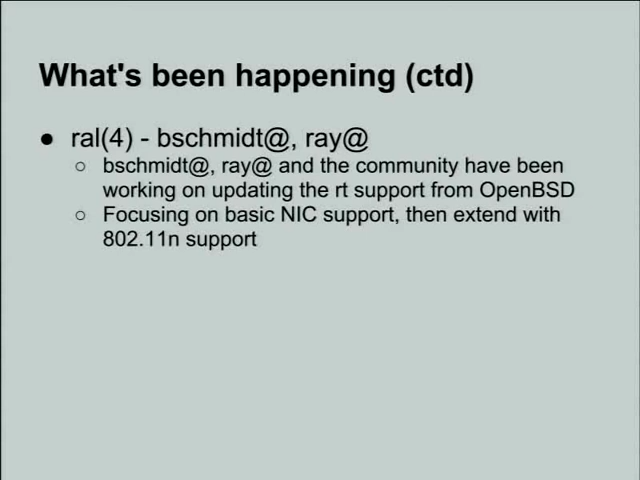 What's been happening (ctd)
● ral(4) - bschmidt@, ray@
○ bschmidt@, ray@ and the community have been
working on updating the rt support from OpenBSD
○ Focusing on basic NIC support, then extend with
802.11n support